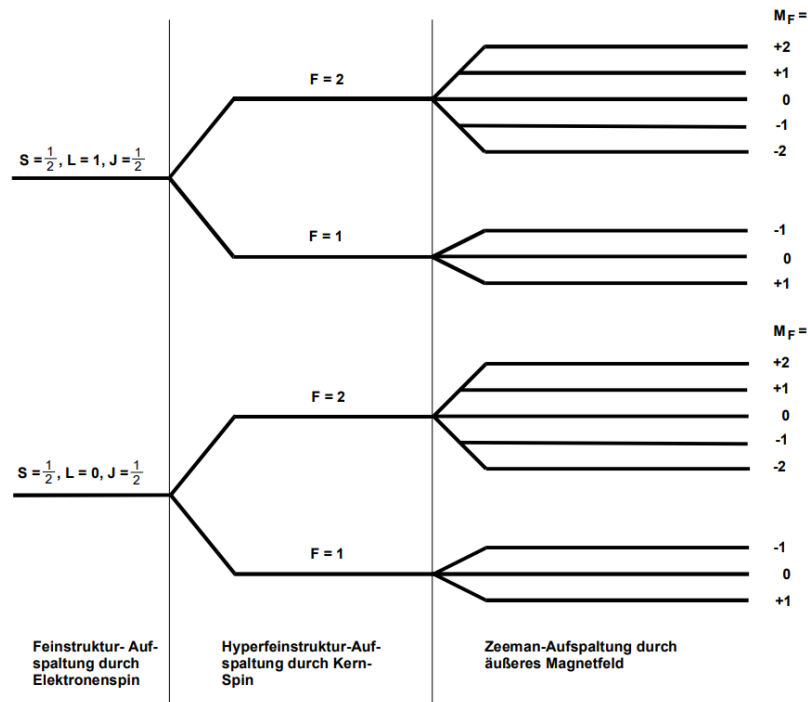 M_F =
+2
F = 2
+1
0
-1
S = 1/2, L = 1, J = 1/2
-2
-1
F = 1
0
+1
M_F =
+2
F = 2
+1
0
-1
S = 1/2, L = 0, J = 1/2
-2
-1
F = 1
0
+1
Feinstruktur- Auf-
spaltung durch
Elektronenspin
Hyperfeinstruktur-Auf-
spaltung durch Kern-
Spin
Zeeman-Aufspaltung durch
äußeres Magnetfeld